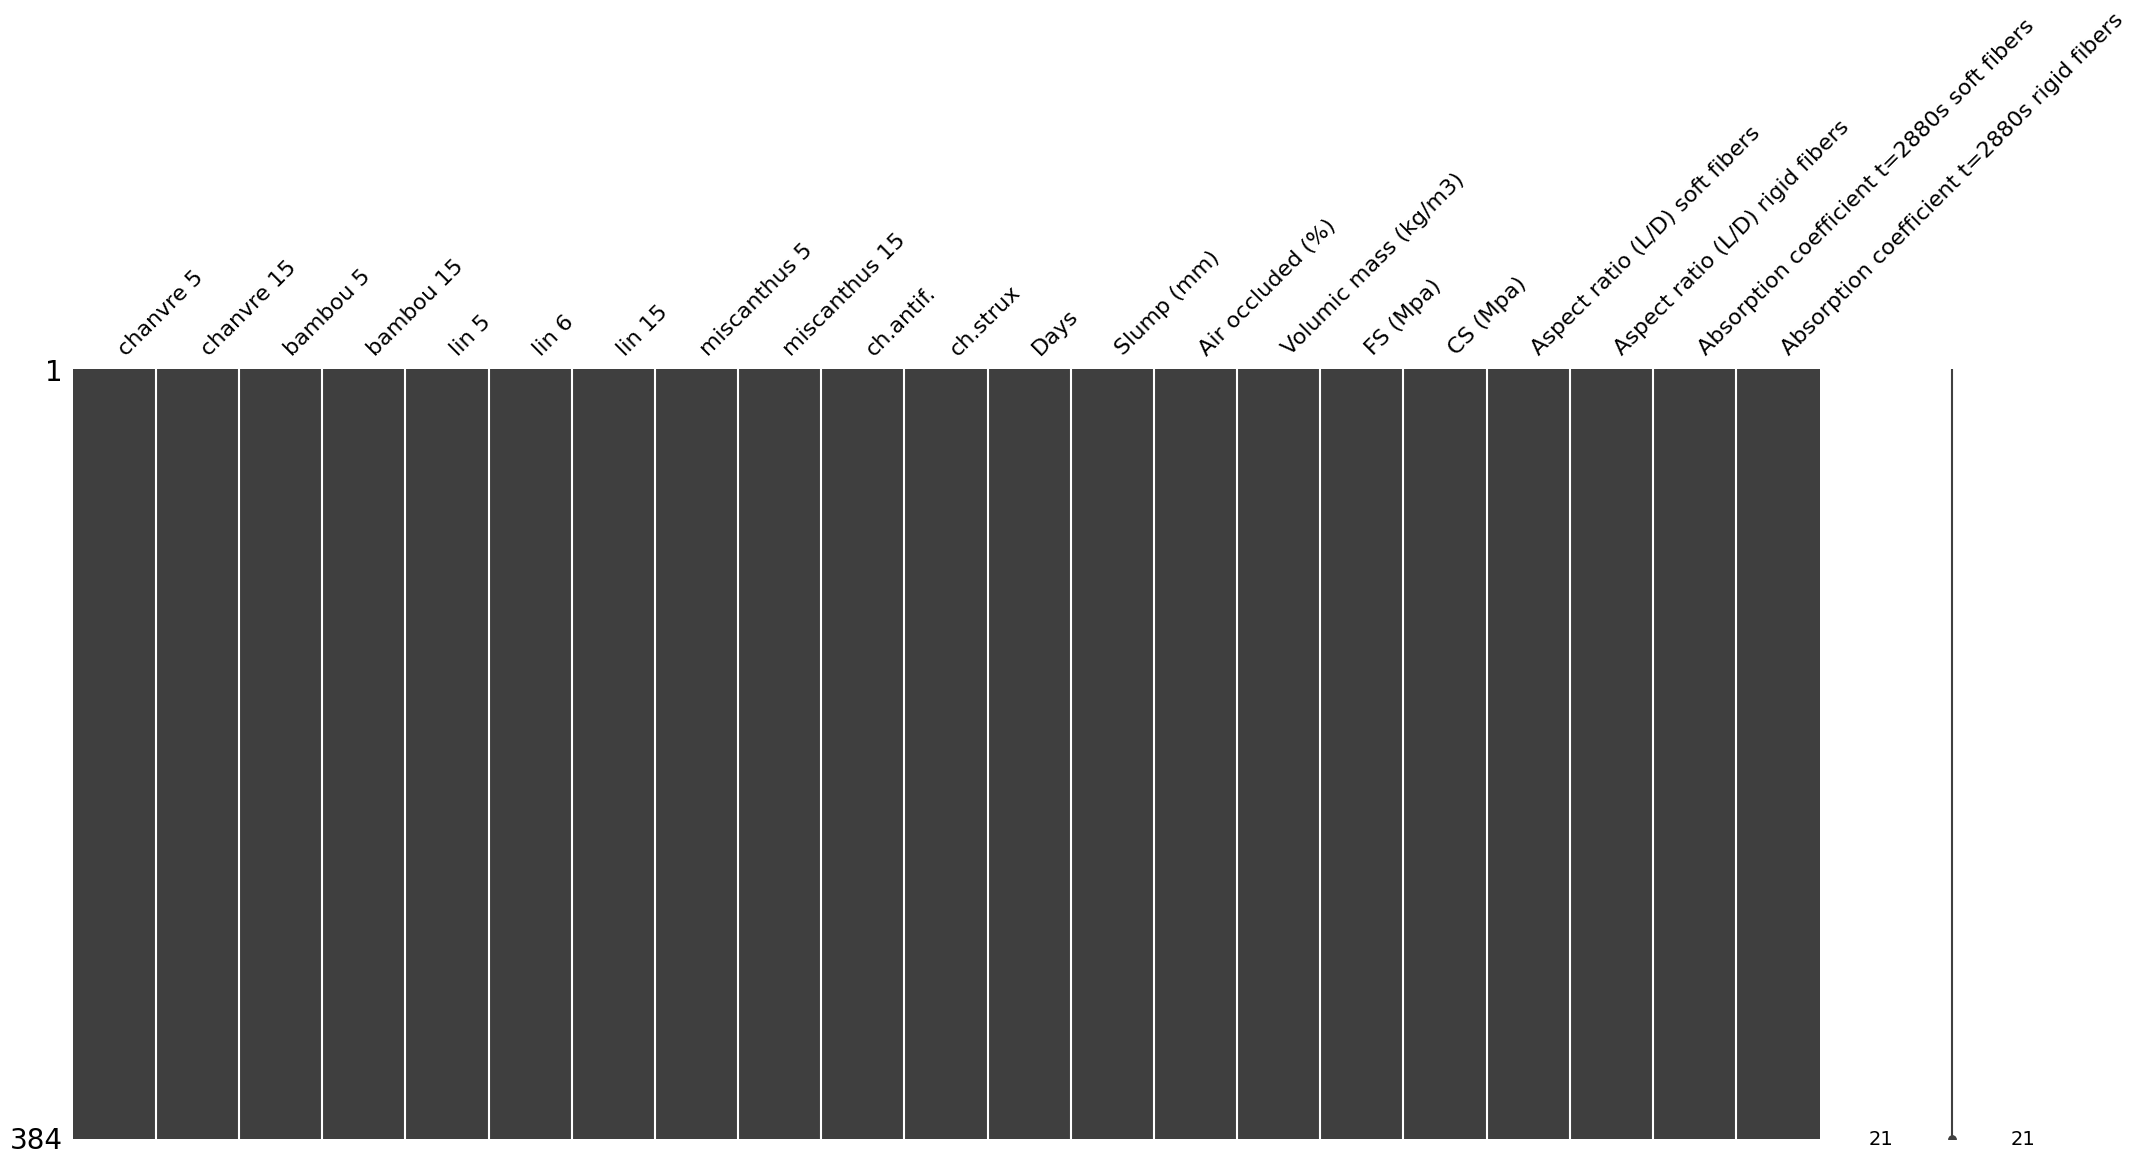 chanvre 5
chanvre 15
bambou 5
bambou 15
lin 5
lin 6
lin 15
miscanthus 5
miscanthus 15
ch.antif.
ch.strux
Days
Slump (mm)
Air occluded (%)
Volumic mass (kg/m3)
FS (Mpa)
CS (Mpa)
Aspect ratio (L/D) soft fibers
Aspect ratio (L/D) rigid fibers
Absorption coefficient t=2880s soft fibers
Absorption coefficient t=2880s rigid fibers
1
384
21
21